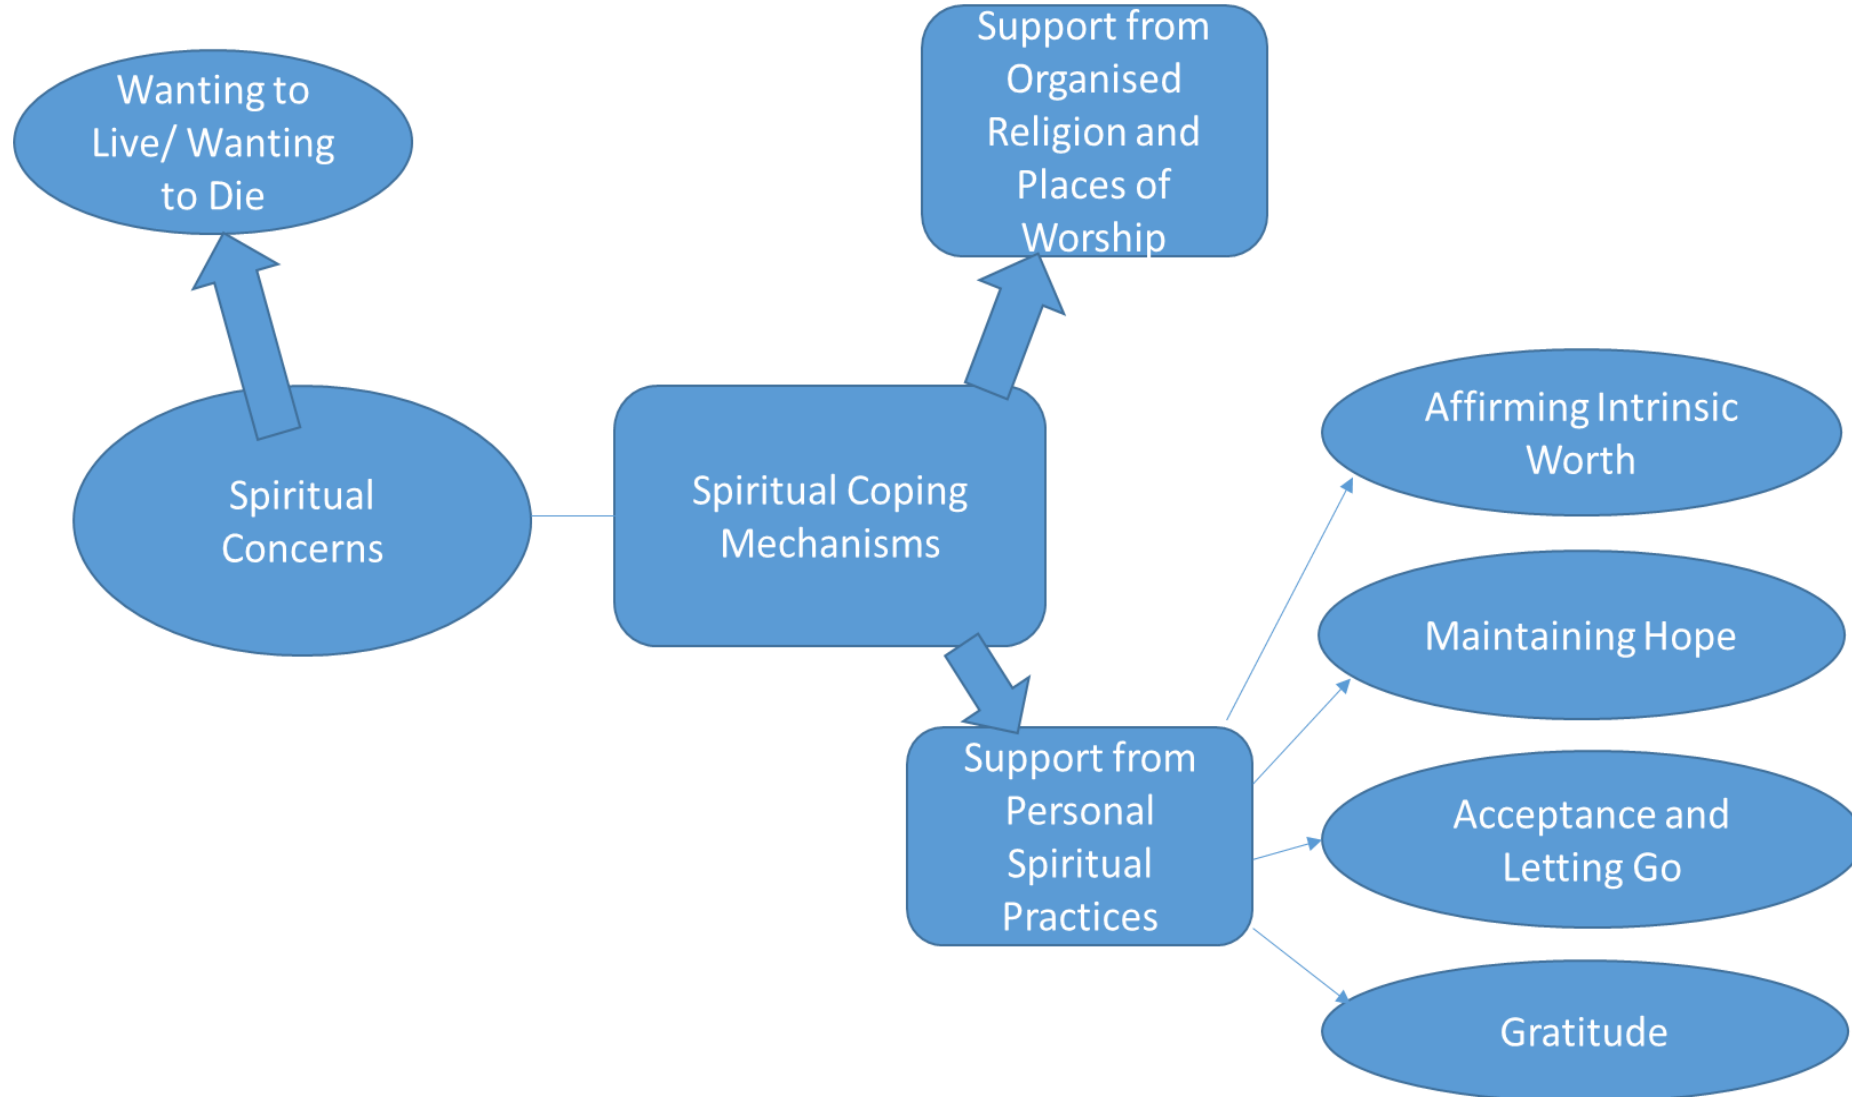 Wanting to
Live/ Wanting
to Die
Support from
Organised
Religion and
Places of
Worship
Spiritual
Concerns
Spiritual Coping
Mechanisms
Affirming Intrinsic
Worth
Maintaining Hope
Support from
Personal
Spiritual
Practices
Acceptance and
Letting Go
Gratitude